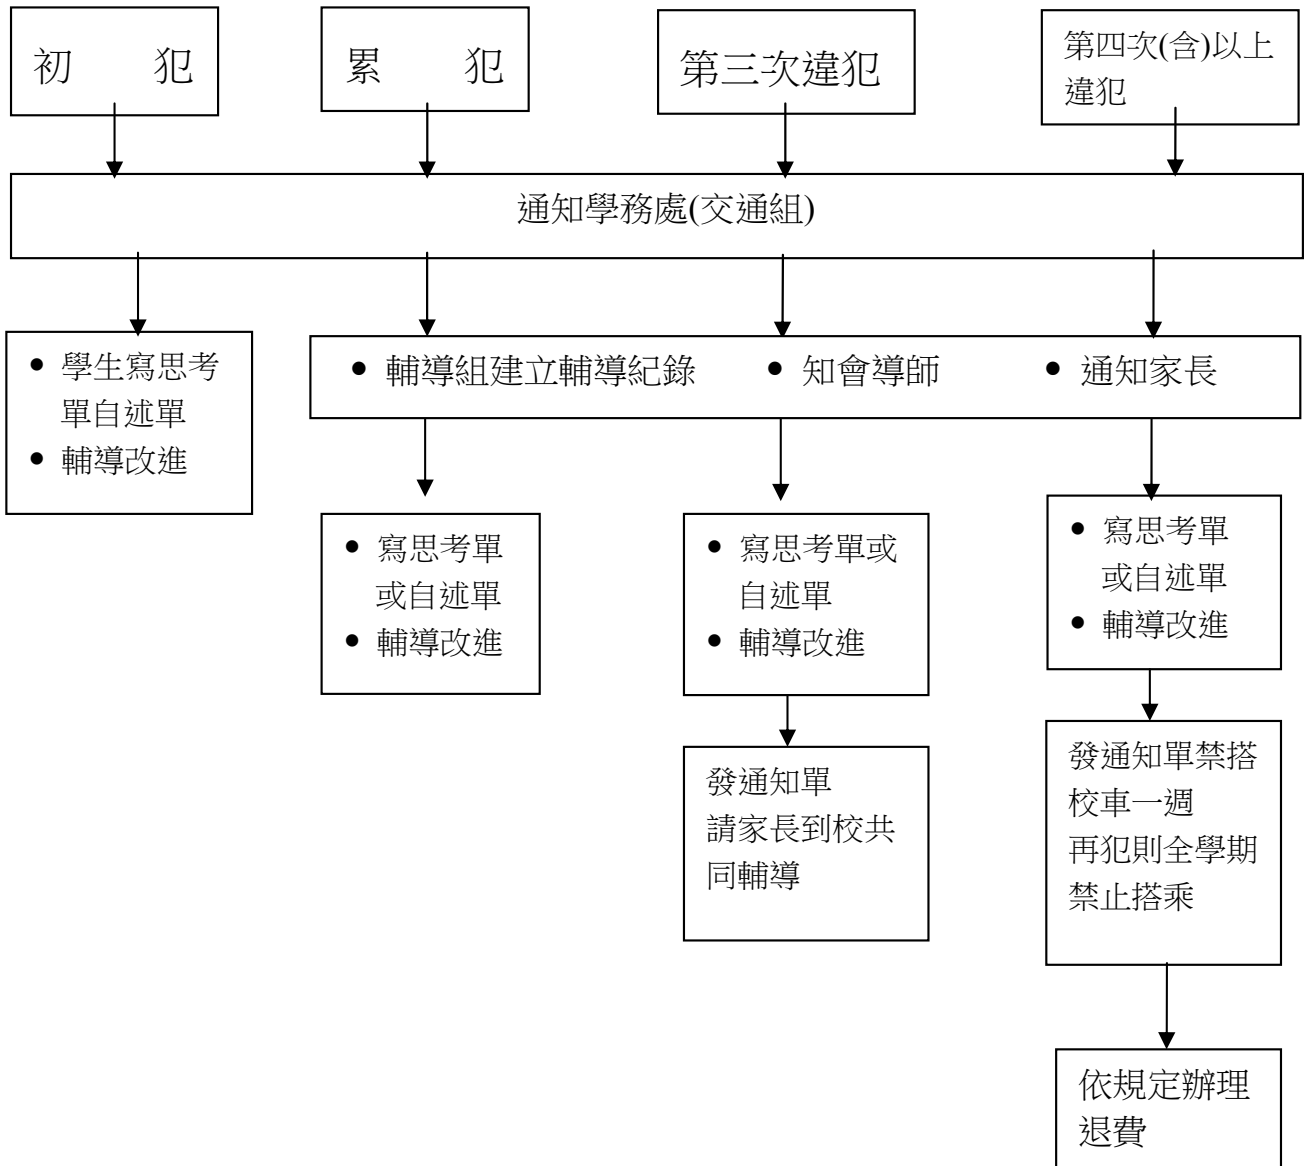 初 犯
累 犯
第三次違犯
第四次(含)以上
違犯
通知學務處(交通組)
• 學生寫思考
單自述單
• 輔導改進
• 輔導組建立輔導紀錄 • 知會導師 • 通知家長
• 寫思考單
或自述單
• 輔導改進
• 寫思考單或
自述單
• 輔導改進
• 寫思考單
或自述單
• 輔導改進
發通知單
請家長到校共
同輔導
發通知單禁搭
校車一週
再犯則全學期
禁止搭乘
依規定辦理
退費